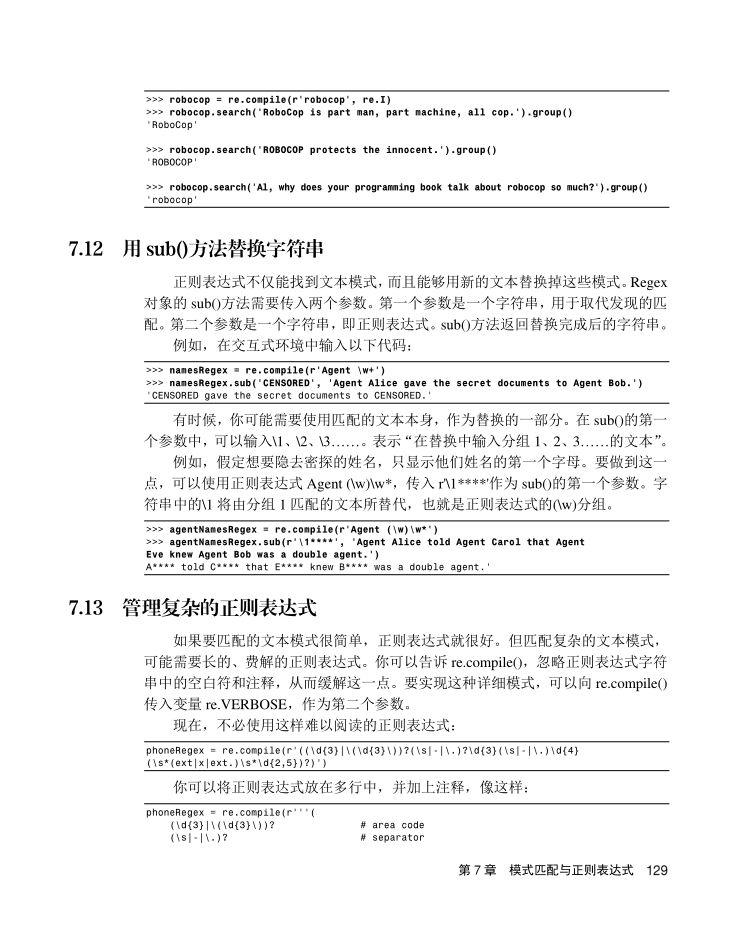 >>> robocop = re.compile(r'robocop', re.I)
>>> robocop.search('RoboCop is part man, part machine, all cop.').group()
'RoboCop'
>>> robocop.search('ROBOCOP protects the innocent.').group()
'ROBOCOP'
>>> robocop.search('Al, why does your programming book talk about robocop so much?').group()
'robocop'
7.12 用 sub()方法替换字符串
正则表达式不仅能找到文本模式，而且能够用新的文本替换掉这些模式。Regex
对象的 sub()方法需要传入两个参数。第一个参数是一个字符串，用于取代发现的匹
配。第二个参数是一个字符串，即正则表达式。sub()方法返回替换完成后的字符串。
例如，在交互式环境中输入以下代码：
>>> namesRegex = re.compile(r'Agent \w+')
>>> namesRegex.sub('CENSORED', 'Agent Alice gave the secret documents to Agent Bob.')
'CENSORED gave the secret documents to CENSORED.'
有时候，你可能需要使用匹配的文本本身，作为替换的一部分。在 sub()的第一
个参数中，可以输入\1、\2、\3……。表示“在替换中输入分组 1、2、3……的文本”。
例如，假定想要隐去密探的姓名，只显示他们姓名的第一个字母。要做到这一
点，可以使用正则表达式 Agent (\w)\w*，传入 r'\1****'作为 sub()的第一个参数。字
符串中的\1 将由分组 1 匹配的文本所替代，也就是正则表达式的(\w)分组。
>>> agentNamesRegex = re.compile(r'Agent (\w)\w*')
>>> agentNamesRegex.sub(r'\1****', 'Agent Alice told Agent Carol that Agent
Eve knew Agent Bob was a double agent.')
A**** told C**** that E**** knew B**** was a double agent.'
7.13 管理复杂的正则表达式
如果要匹配的文本模式很简单，正则表达式就很好。但匹配复杂的文本模式，
可能需要长的、费解的正则表达式。你可以告诉 re.compile()，忽略正则表达式字符
串中的空白符和注释，从而缓解这一点。要实现这种详细模式，可以向 re.compile()
传入变量 re.VERBOSE，作为第二个参数。
现在，不必使用这样难以阅读的正则表达式：
phoneRegex = re.compile(r'((\d{3}|\(\d{3}\))?(\s|-|\.)?\d{3}(\s|-|\.)\d{4}
(\s*(ext|x|ext.)\s*\d{2,5})?)')
你可以将正则表达式放在多行中，并加上注释，像这样：
phoneRegex = re.compile(r'''(
(\d{3}|\(\d{3}\))? # area code
(\s|-|\.)? # separator
第 7 章 模式匹配与正则表达式 129